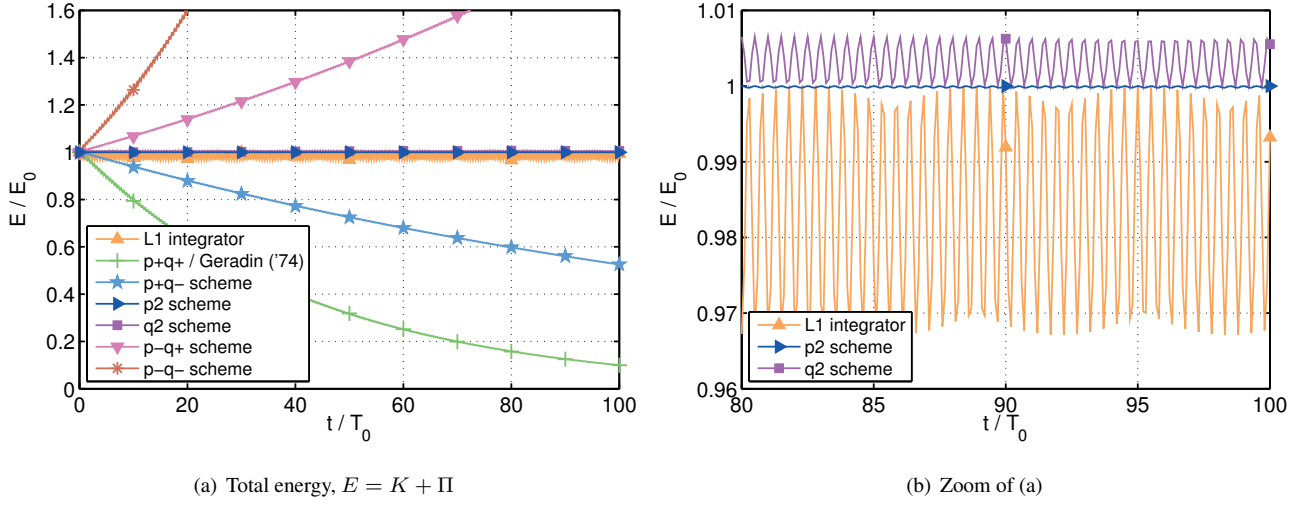 1.6
1.4
1.2
1
0.8
0.6
0.4
0.2
0
E / E0
L1 integrator
p+q+ / Geradin ('74)
p+q− scheme
p2 scheme
q2 scheme
p−q+ scheme
p−q− scheme
0 20 40 60 80 100
t / T0
(a) Total energy, E = K + Π
1.01
1
0.99
0.98
0.97
0.96
E / E0
L1 integrator
p2 scheme
q2 scheme
80 85 90 95 100
t / T0
(b) Zoom of (a)